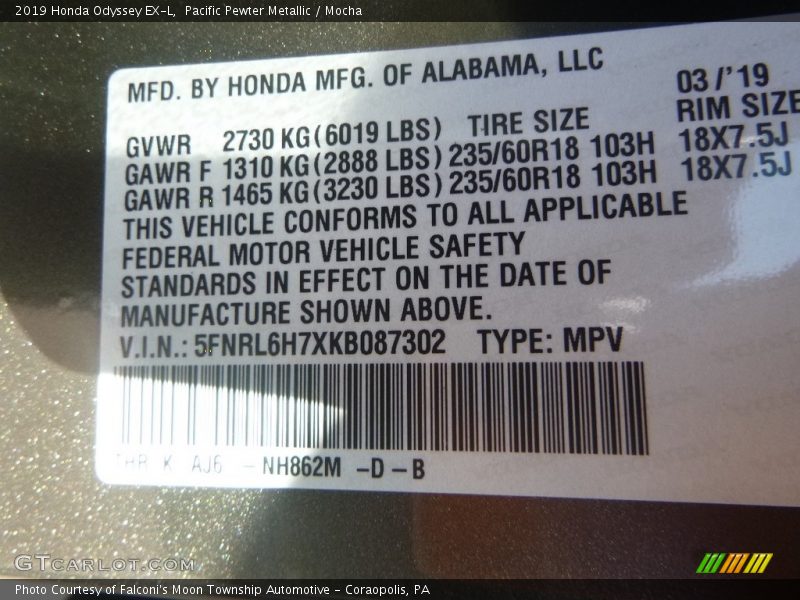 2019 Honda Odyssey EX-L,  Pacific Pewter Metallic / Mocha
MFD. BY HONDA MFG. OF ALABAMA, LLC 03/'19
GVWR 2730 KG(6019 LBS) TIRE SIZE RIM SIZE
GAWR F 1310 KG(2888 LBS) 235/60R18 103H 18X7.5J
GAWR R 1465 KG(3230 LBS) 235/60R18 103H 18X7.5J
THIS VEHICLE CONFORMS TO ALL APPLICABLE
FEDERAL MOTOR VEHICLE SAFETY
STANDARDS IN EFFECT ON THE DATE OF
MANUFACTURE SHOWN ABOVE.
V.I.N.: 5FNRL6H7XKB087302 TYPE: MPV
THR K AJ6 - NH862M -D-B
GTCARLOT.COM
Photo Courtesy of Falconi's Moon Township Automotive - Coraopolis, PA